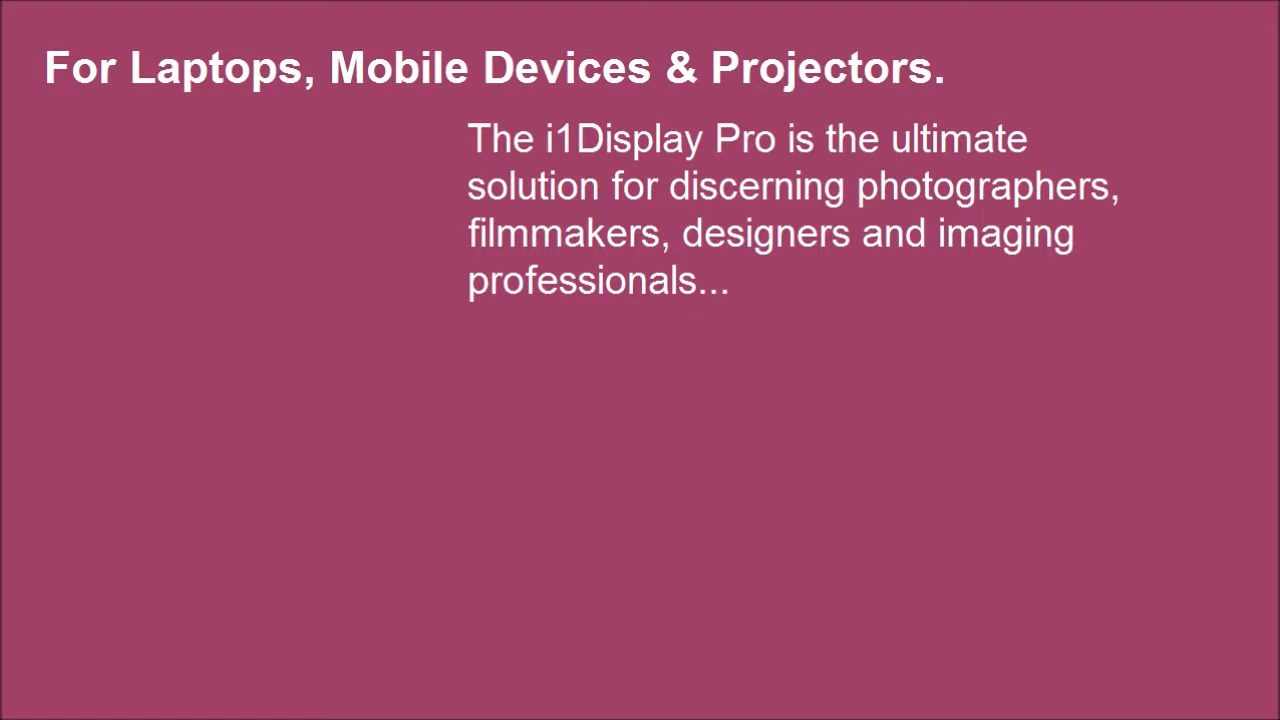 For Laptops, Mobile Devices & Projectors.
The i1Display Pro is the ultimate
solution for discerning photographers,
filmmakers, designers and imaging
professionals...